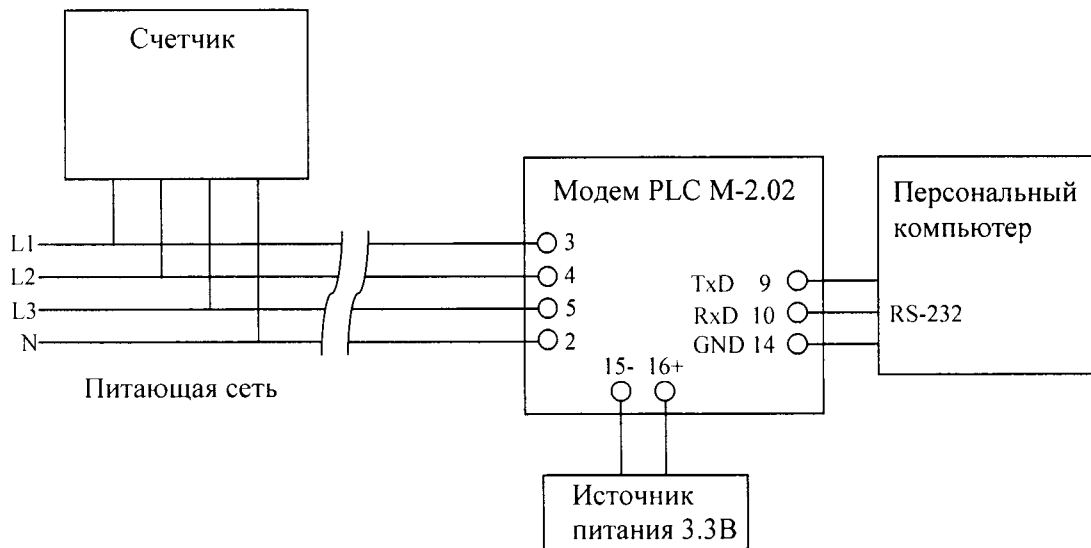 Счетчик
L1
L2
L3
N
Питающая сеть
Модем PLC M-2.02
3
4
5
2
TxD 9
RxD 10
GND 14
15- 16+
Персональный
компьютер
RS-232
Источник
питания 3.3В